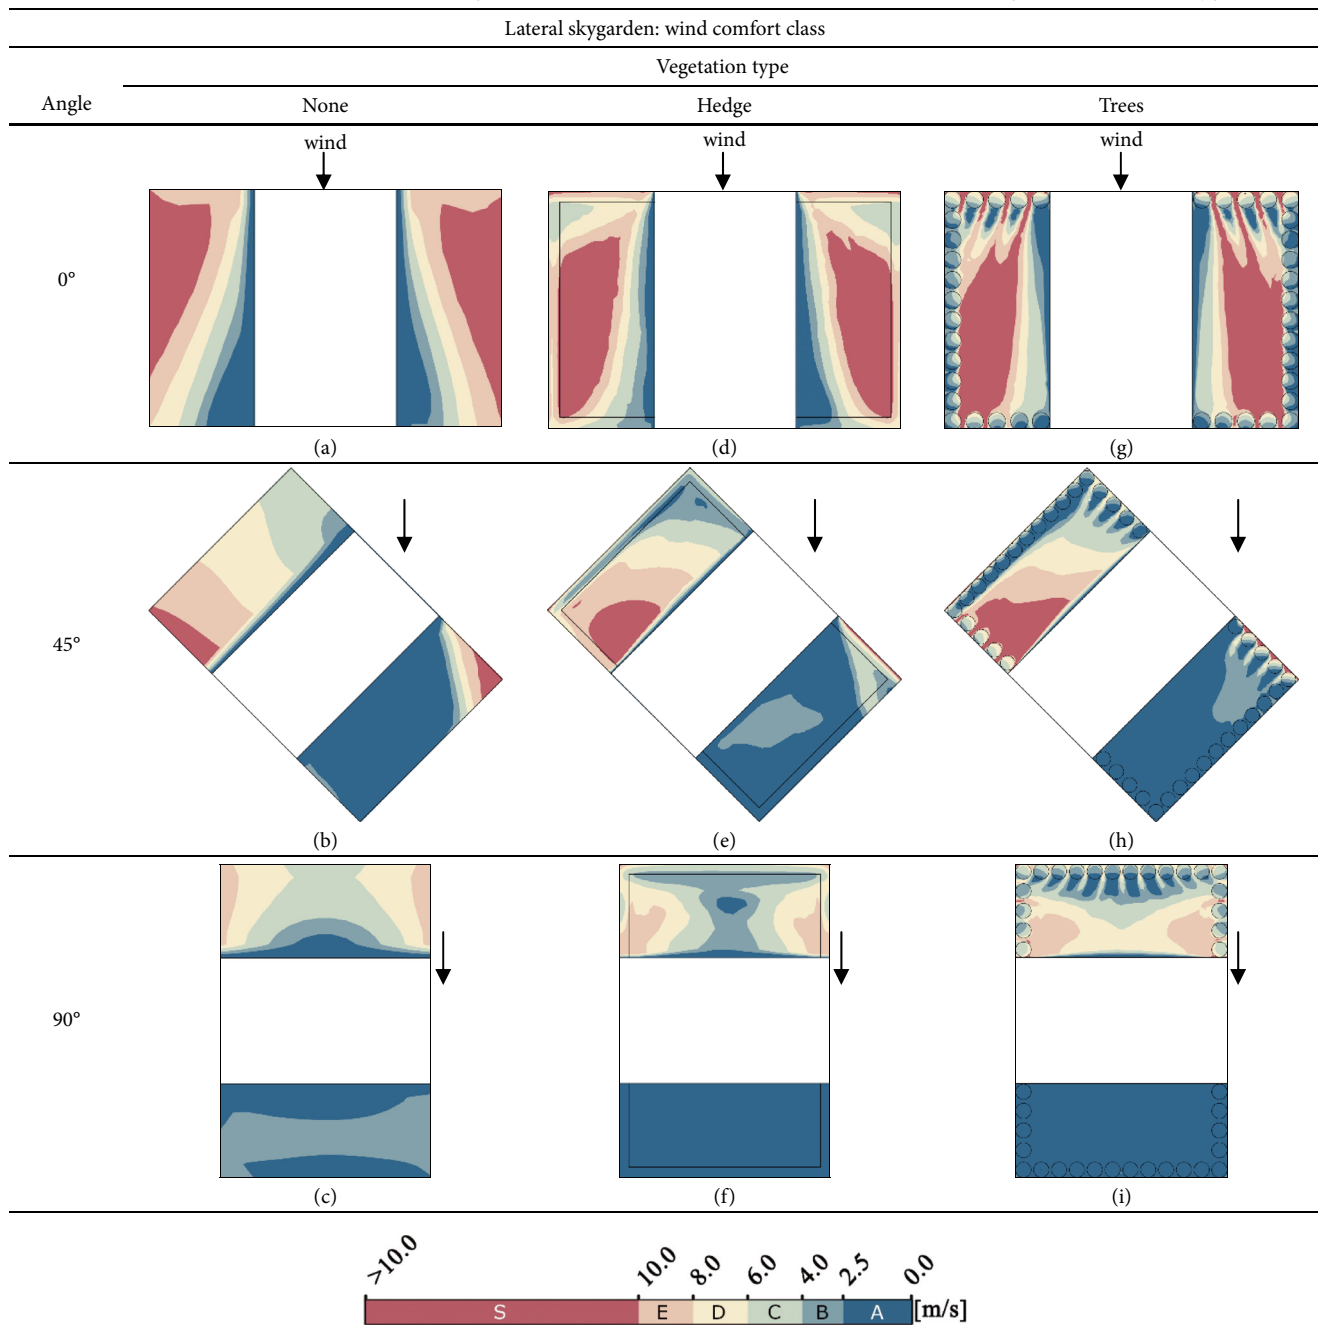 Lateral skygarden: wind comfort class
Vegetation type
Angle None Hedge Trees
wind wind wind
0°
(a) (d) (g)
45°
(b) (e) (h)
90°
(c) (f) (i)
>10.0 10.0 8.0 6.0 4.0 2.5 0.0
S E D C B A [m/s]